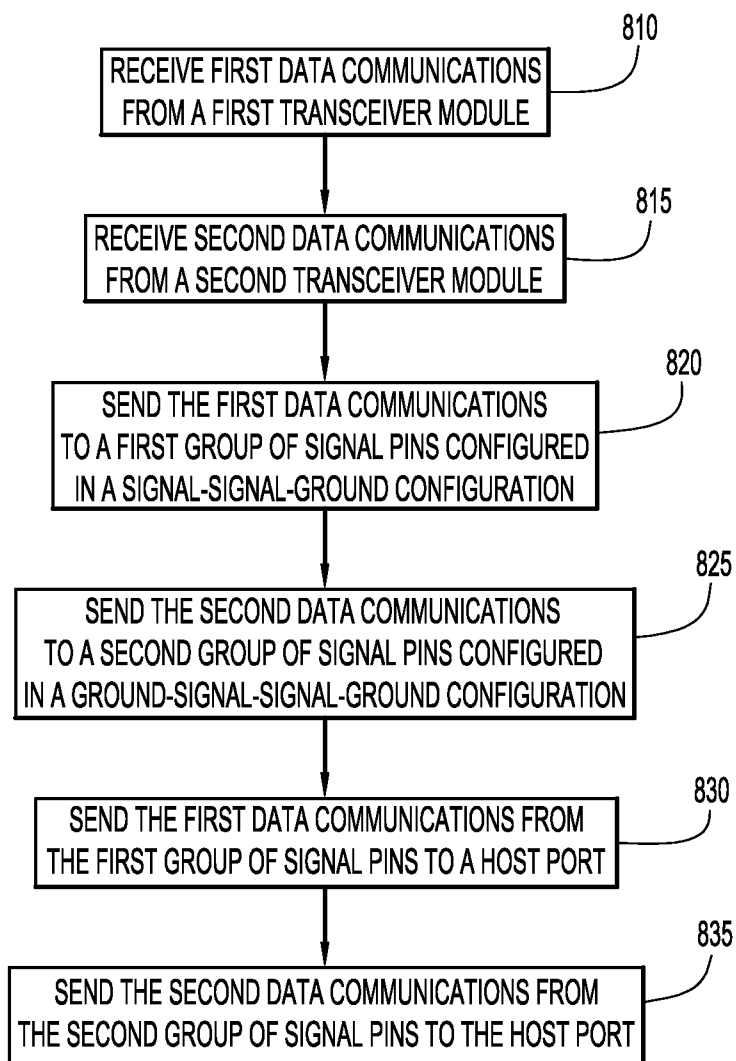 810
RECEIVE FIRST DATA COMMUNICATIONS
FROM A FIRST TRANSCEIVER MODULE
815
RECEIVE SECOND DATA COMMUNICATIONS
FROM A SECOND TRANSCEIVER MODULE
820
SEND THE FIRST DATA COMMUNICATIONS
TO A FIRST GROUP OF SIGNAL PINS CONFIGURED
IN A SIGNAL-SIGNAL-GROUND CONFIGURATION
825
SEND THE SECOND DATA COMMUNICATIONS
TO A SECOND GROUP OF SIGNAL PINS CONFIGURED
IN A GROUND-SIGNAL-SIGNAL-GROUND CONFIGURATION
830
SEND THE FIRST DATA COMMUNICATIONS FROM
THE FIRST GROUP OF SIGNAL PINS TO A HOST PORT
835
SEND THE SECOND DATA COMMUNICATIONS FROM
THE SECOND GROUP OF SIGNAL PINS TO THE HOST PORT